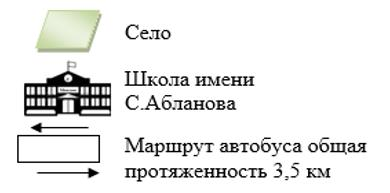 Село
Школа имени
С.Абланова
Маршрут автобуса общая
протяженность 3,5 км